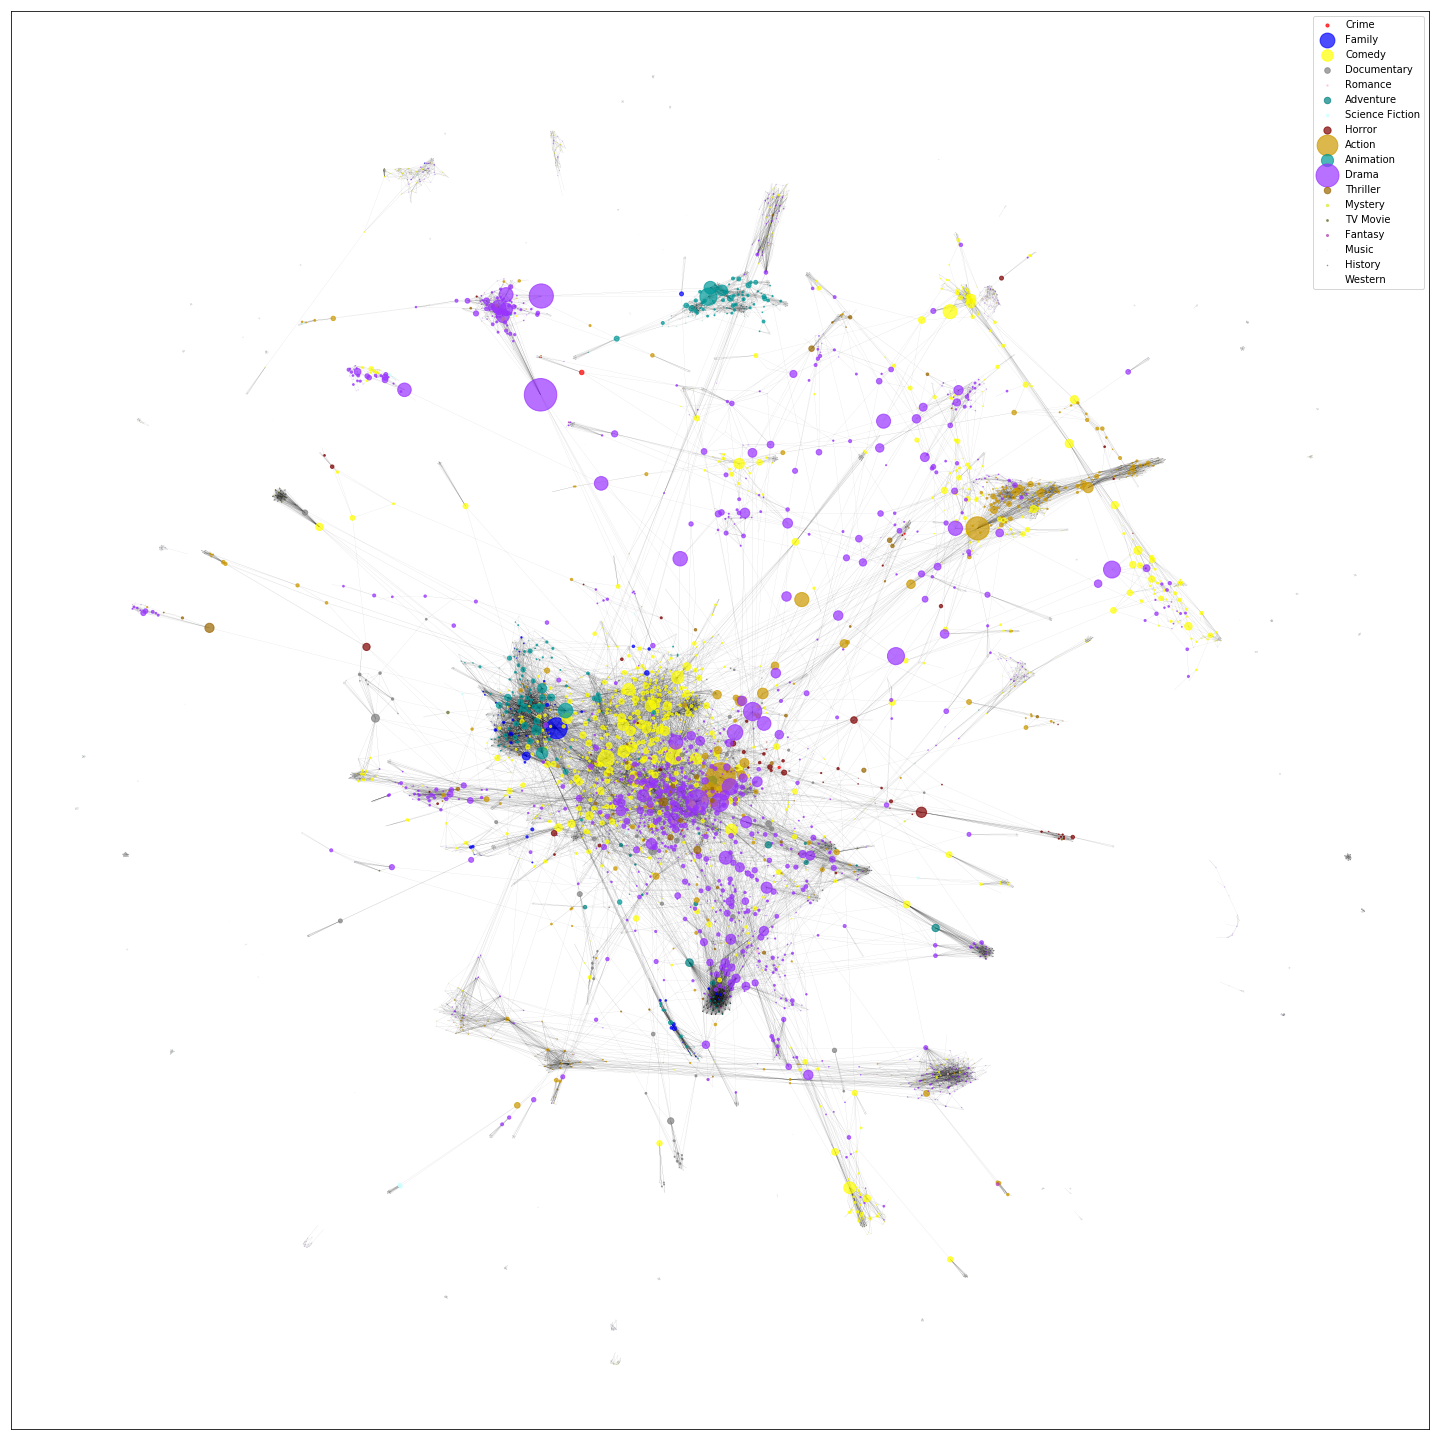 Crime
Family
Comedy
Documentary
Romance
Adventure
Science Fiction
Horror
Action
Animation
Drama
Thriller
Mystery
TV Movie
Fantasy
Music
History
Western